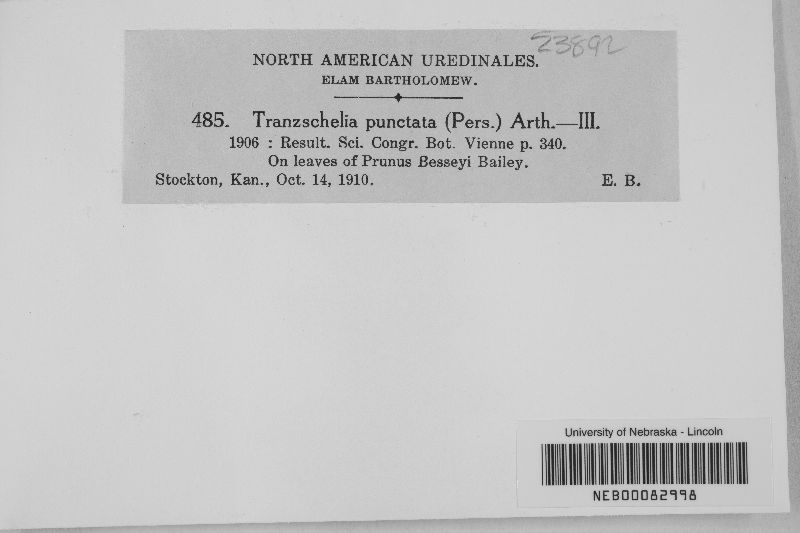 23892
NORTH AMERICAN UREDINALES.
ELAM BARTHOLOMEW.
485. Tranzschelia punctata (Pers.) Arth.—III.
1906 : Result. Sci. Congr. Bot. Vienne p. 340.
On leaves of Prunus Besseyi Bailey.
Stockton, Kan., Oct. 14, 1910. E. B.
University of Nebraska - Lincoln
NEB00082998